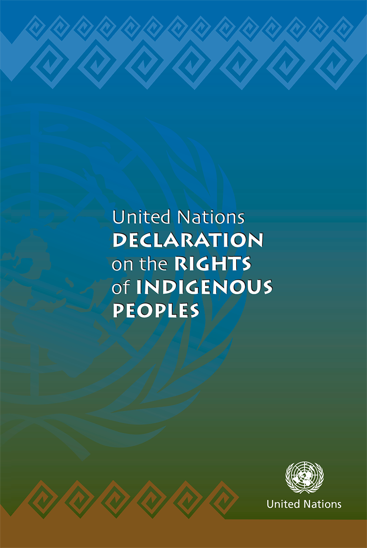 United Nations
DECLARATION
on the RIGHTS
of INDIGENOUS
PEOPLES
United Nations